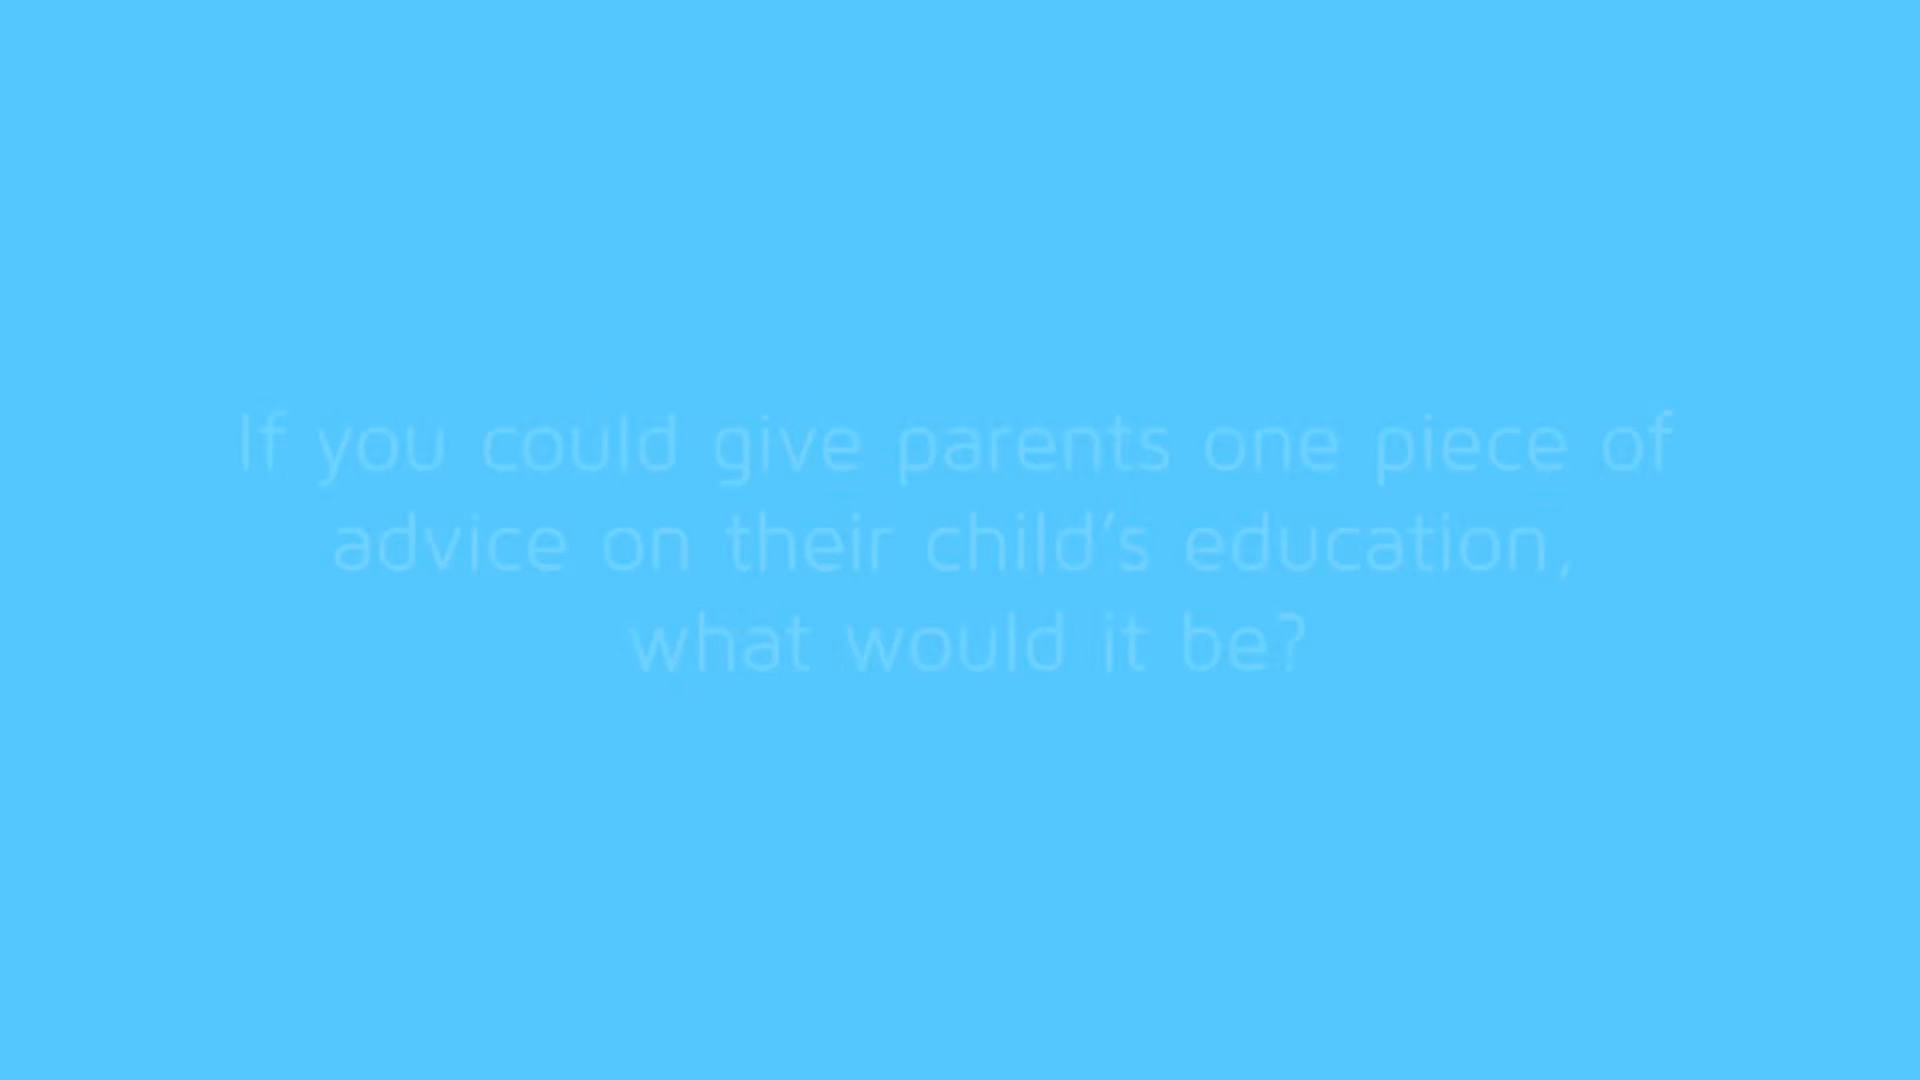 If you could give parents one piece of
advice on their child’s education,
what would it be?